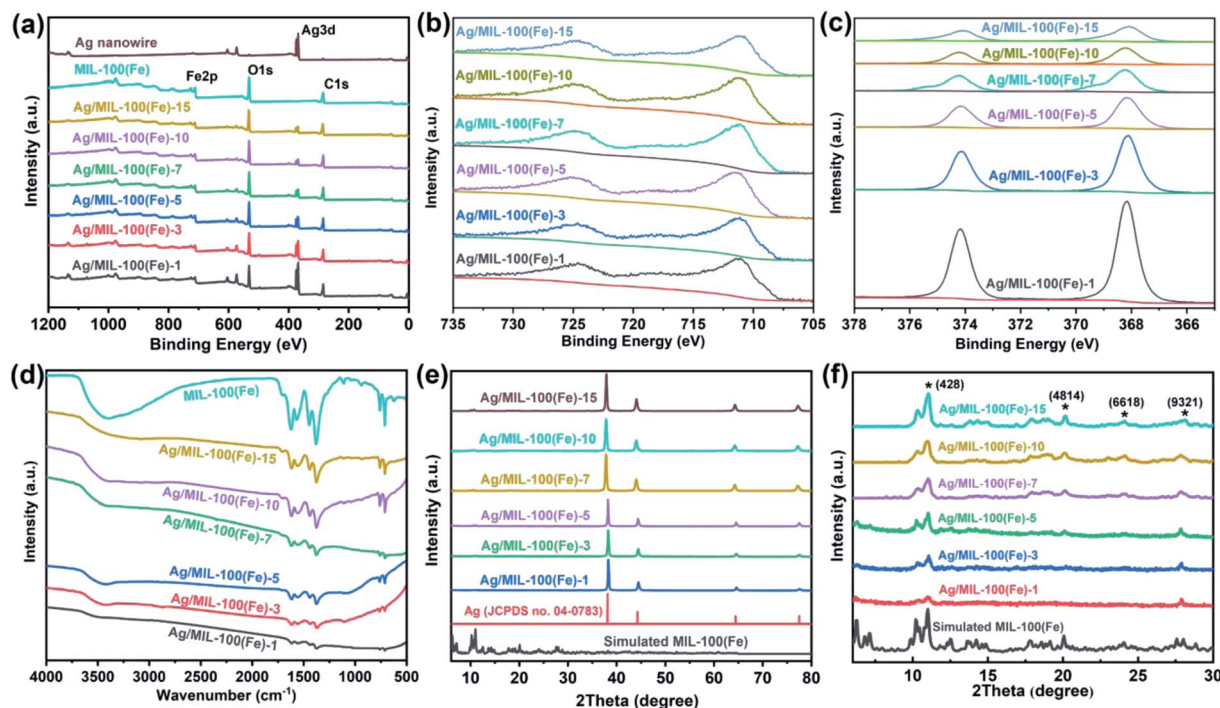 (a)
Ag nanowire
Ag3d
MIL-100(Fe)
Fe2p
O1s
C1s
Ag/MIL-100(Fe)-15
Ag/MIL-100(Fe)-10
Ag/MIL-100(Fe)-7
Ag/MIL-100(Fe)-5
Ag/MIL-100(Fe)-3
Ag/MIL-100(Fe)-1
Intensity (a.u.)
1200 1000 800 600 400 200 0
Binding Energy (eV)
(b)
Ag/MIL-100(Fe)-15
Ag/MIL-100(Fe)-10
Ag/MIL-100(Fe)-7
Ag/MIL-100(Fe)-5
Ag/MIL-100(Fe)-3
Ag/MIL-100(Fe)-1
Intensity (a.u.)
735 730 725 720 715 710 705
Binding Energy (eV)
(c)
Ag/MIL-100(Fe)-15
Ag/MIL-100(Fe)-10
Ag/MIL-100(Fe)-7
Ag/MIL-100(Fe)-5
Ag/MIL-100(Fe)-3
Ag/MIL-100(Fe)-1
Intensity (a.u.)
378 376 374 372 370 368 366
Binding Energy (eV)
(d)
MIL-100(Fe)
Ag/MIL-100(Fe)-15
Ag/MIL-100(Fe)-10
Ag/MIL-100(Fe)-7
Ag/MIL-100(Fe)-5
Ag/MIL-100(Fe)-3
Ag/MIL-100(Fe)-1
Intensity (a.u.)
4000 3500 3000 2500 2000 1500 1000 500
Wavenumber (cm⁻¹)
(e)
Ag/MIL-100(Fe)-15
Ag/MIL-100(Fe)-10
Ag/MIL-100(Fe)-7
Ag/MIL-100(Fe)-5
Ag/MIL-100(Fe)-3
Ag/MIL-100(Fe)-1
Ag (JCPDS no. 04-0783)
Simulated MIL-100(Fe)
Intensity (a.u.)
10 20 30 40 50 60 70 80
2Theta (degree)
(f)
* (428)
(4814)
*
(6618)
*
(9321)
*
Ag/MIL-100(Fe)-15
Ag/MIL-100(Fe)-10
Ag/MIL-100(Fe)-7
Ag/MIL-100(Fe)-5
Ag/MIL-100(Fe)-3
Ag/MIL-100(Fe)-1
Simulated MIL-100(Fe)
Intensity (a.u.)
10 15 20 25 30
2Theta (degree)